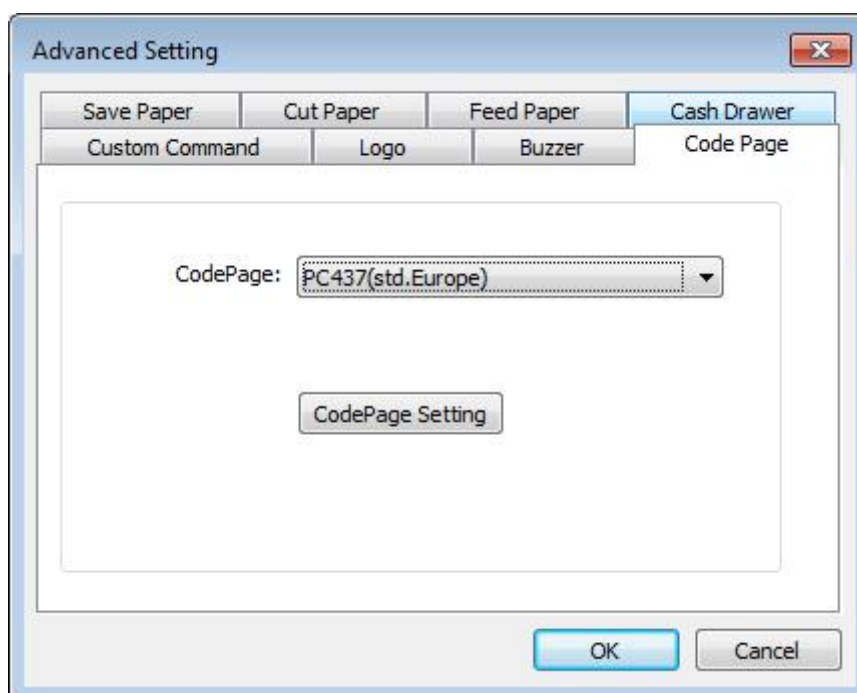 Advanced Setting
Save Paper Cut Paper Feed Paper Cash Drawer
Custom Command Logo Buzzer Code Page
CodePage: PC437(std.Europe)
CodePage Setting
OK Cancel